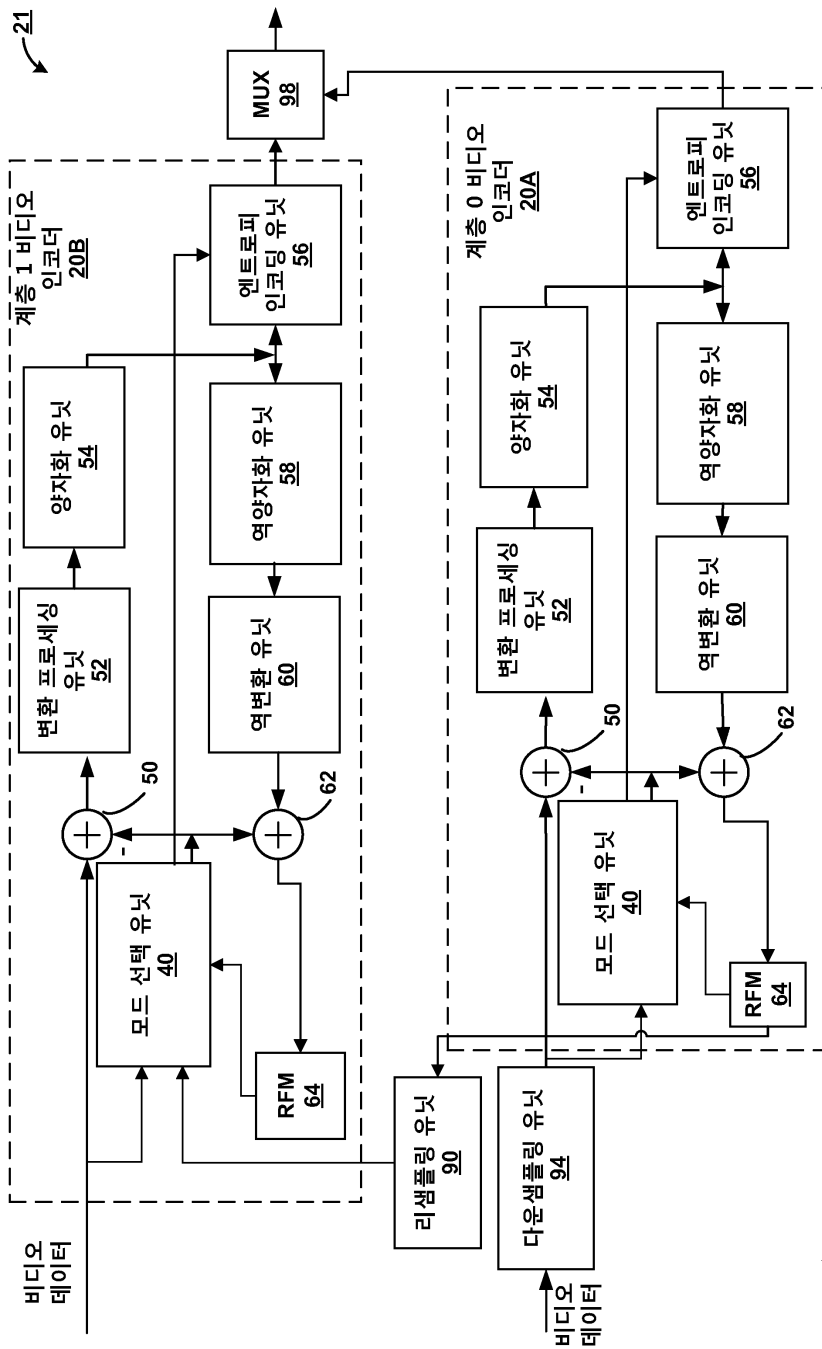 21
계층 1 비디오
인코더
20B
비디오
데이터
모드 선택 유닛
40
-
50
변환 프로세싱
유닛
52
양자화 유닛
54
엔트로피
인코딩 유닛
56
역양자화 유닛
58
역변환 유닛
60
62
RFM
64
MUX
98
리샘플링 유닛
90
다운샘플링 유닛
94
비디오
데이터
계층 0 비디오
인코더
20A
모드 선택 유닛
40
-
50
변환 프로세싱
유닛
52
양자화 유닛
54
엔트로피
인코딩 유닛
56
역양자화 유닛
58
역변환 유닛
60
62
RFM
64